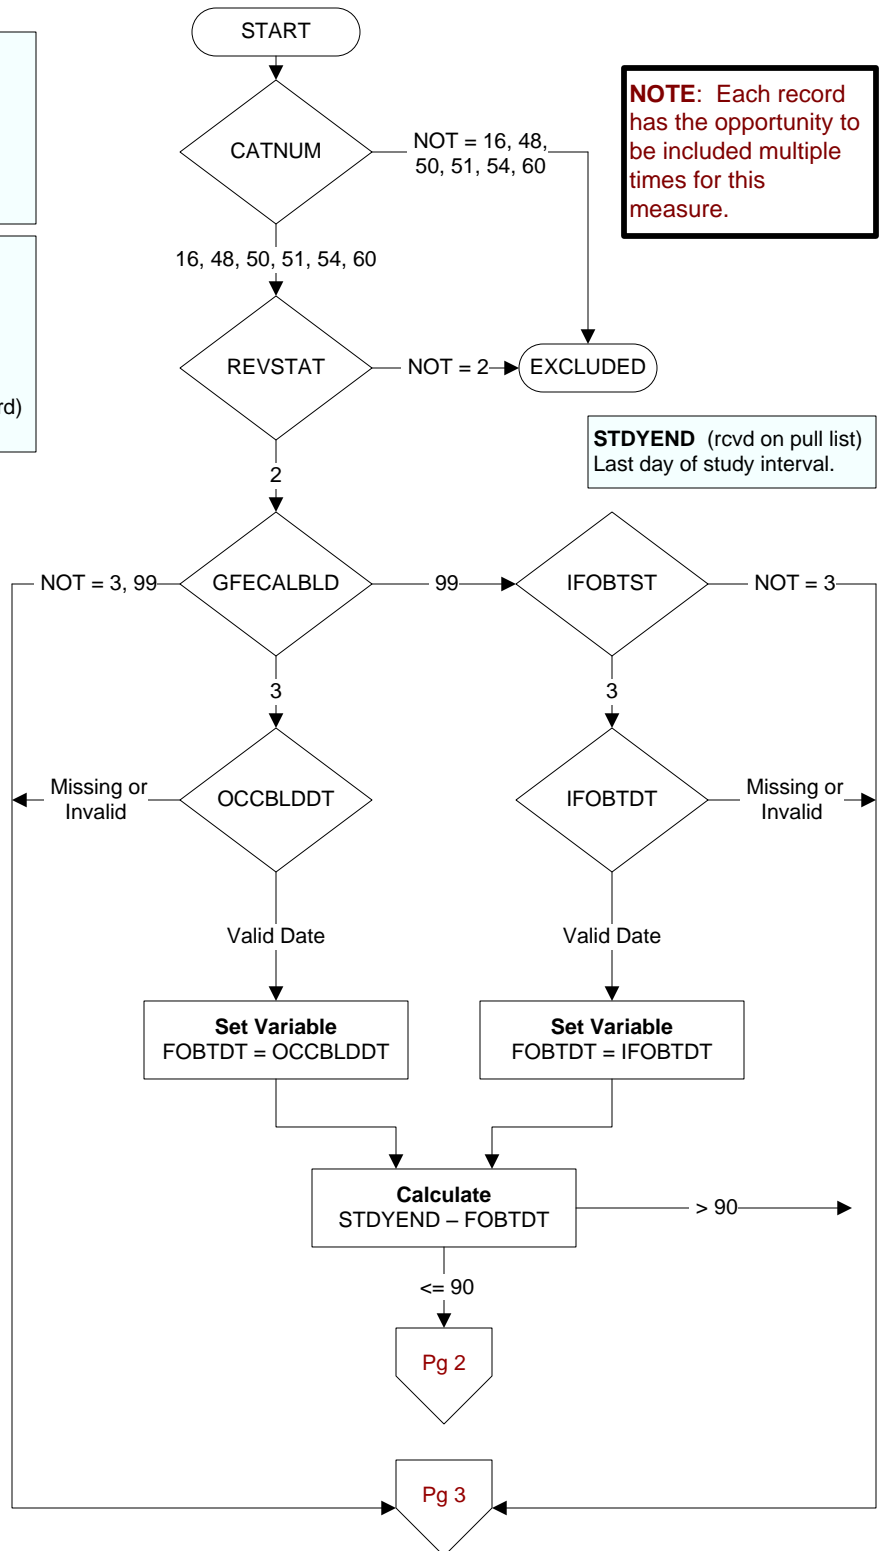 START
CATNUM
NOT = 16, 48,
50, 51, 54, 60
NOTE: Each record
has the opportunity to
be included multiple
times for this
measure.
16, 48, 50, 51, 54, 60
REVSTAT
NOT = 2
EXCLUDED
rd)
STDYEND (rcvd on pull list)
Last day of study interval.
2
NOT = 3, 99
GFECALBLD
99
IFOBTST
NOT = 3
3
3
Missing or
Invalid
OCCBLDDT
IFOBTDT
Missing or
Invalid
Valid Date
Valid Date
Set Variable
FOBTDT = OCCBLDDT
Set Variable
FOBTDT = IFOBTDT
Calculate
STDYEND – FOBTDT
> 90
<= 90
Pg 2
Pg 3